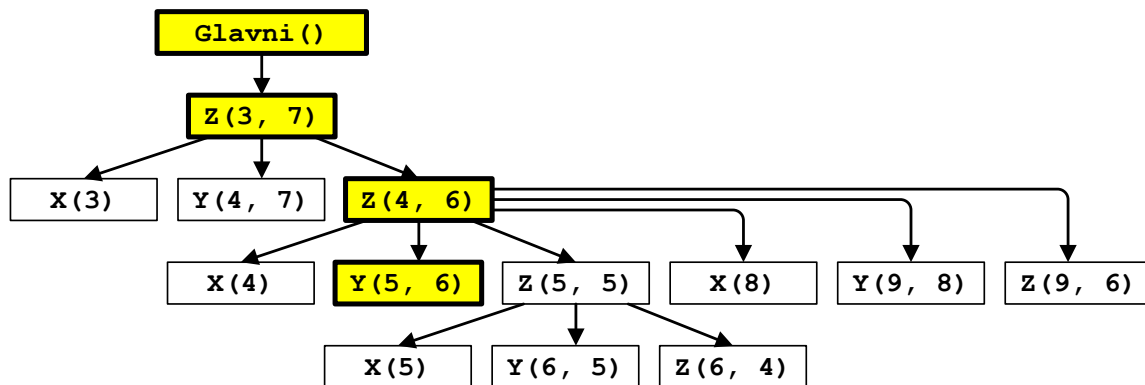 Glavni()
Z(3, 7)
X(3)
Y(4, 7)
Z(4, 6)
X(4)
Y(5, 6)
Z(5, 5)
X(8)
Y(9, 8)
Z(9, 6)
X(5)
Y(6, 5)
Z(6, 4)